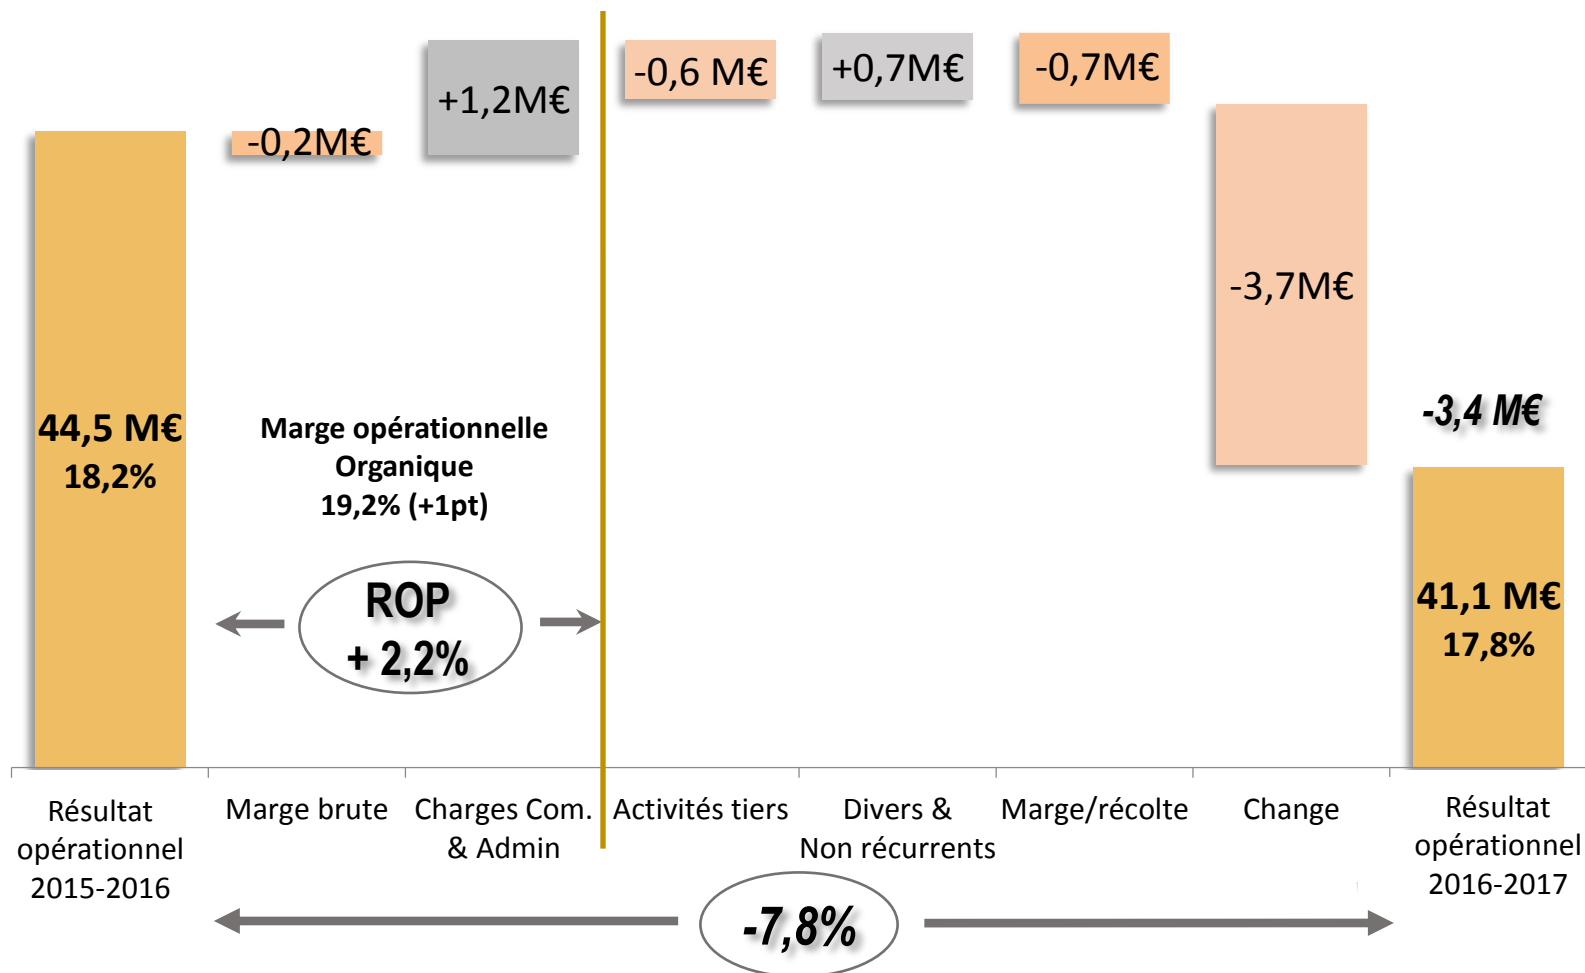 -0,2M€
+1,2M€
-0,6 M€
+0,7M€
-0,7M€
-3,7M€
-3,4 M€
44,5 M€
18,2%
Marge opérationnelle
Organique
19,2% (+1pt)
ROP
+ 2,2%
41,1 M€
17,8%
Résultat
opérationnel
2015-2016
Marge brute
Charges Com.
& Admin
Activités tiers
Divers &
Non récurrents
Marge/récolte
Change
Résultat
opérationnel
2016-2017
-7,8%